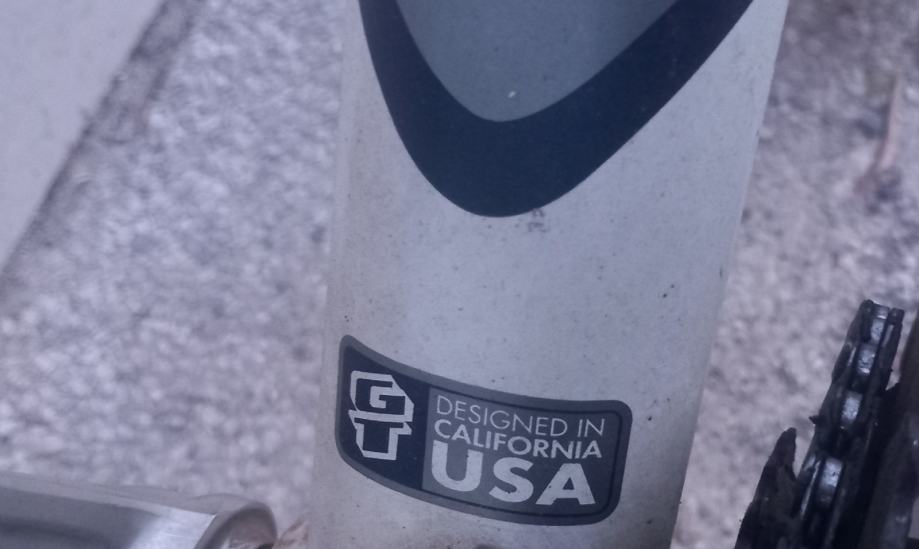 GT
DESIGNED IN
CALIFORNIA
USA